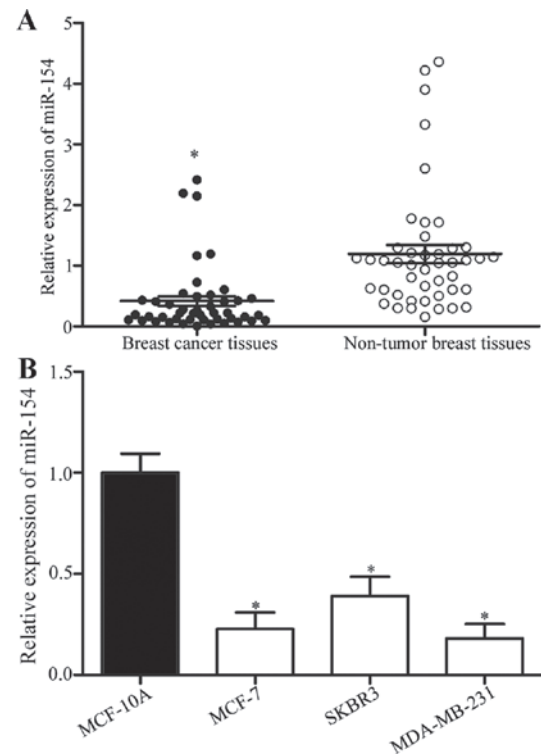 A
Relative expression of miR-154
5
4
3
2
1
0
*
Breast cancer tissues
Non-tumor breast tissues
B
Relative expression of miR-154
1.5
1.0
0.5
0.0
*
*
*
MCF-10A
MCF-7
SKBR3
MDA-MB-231